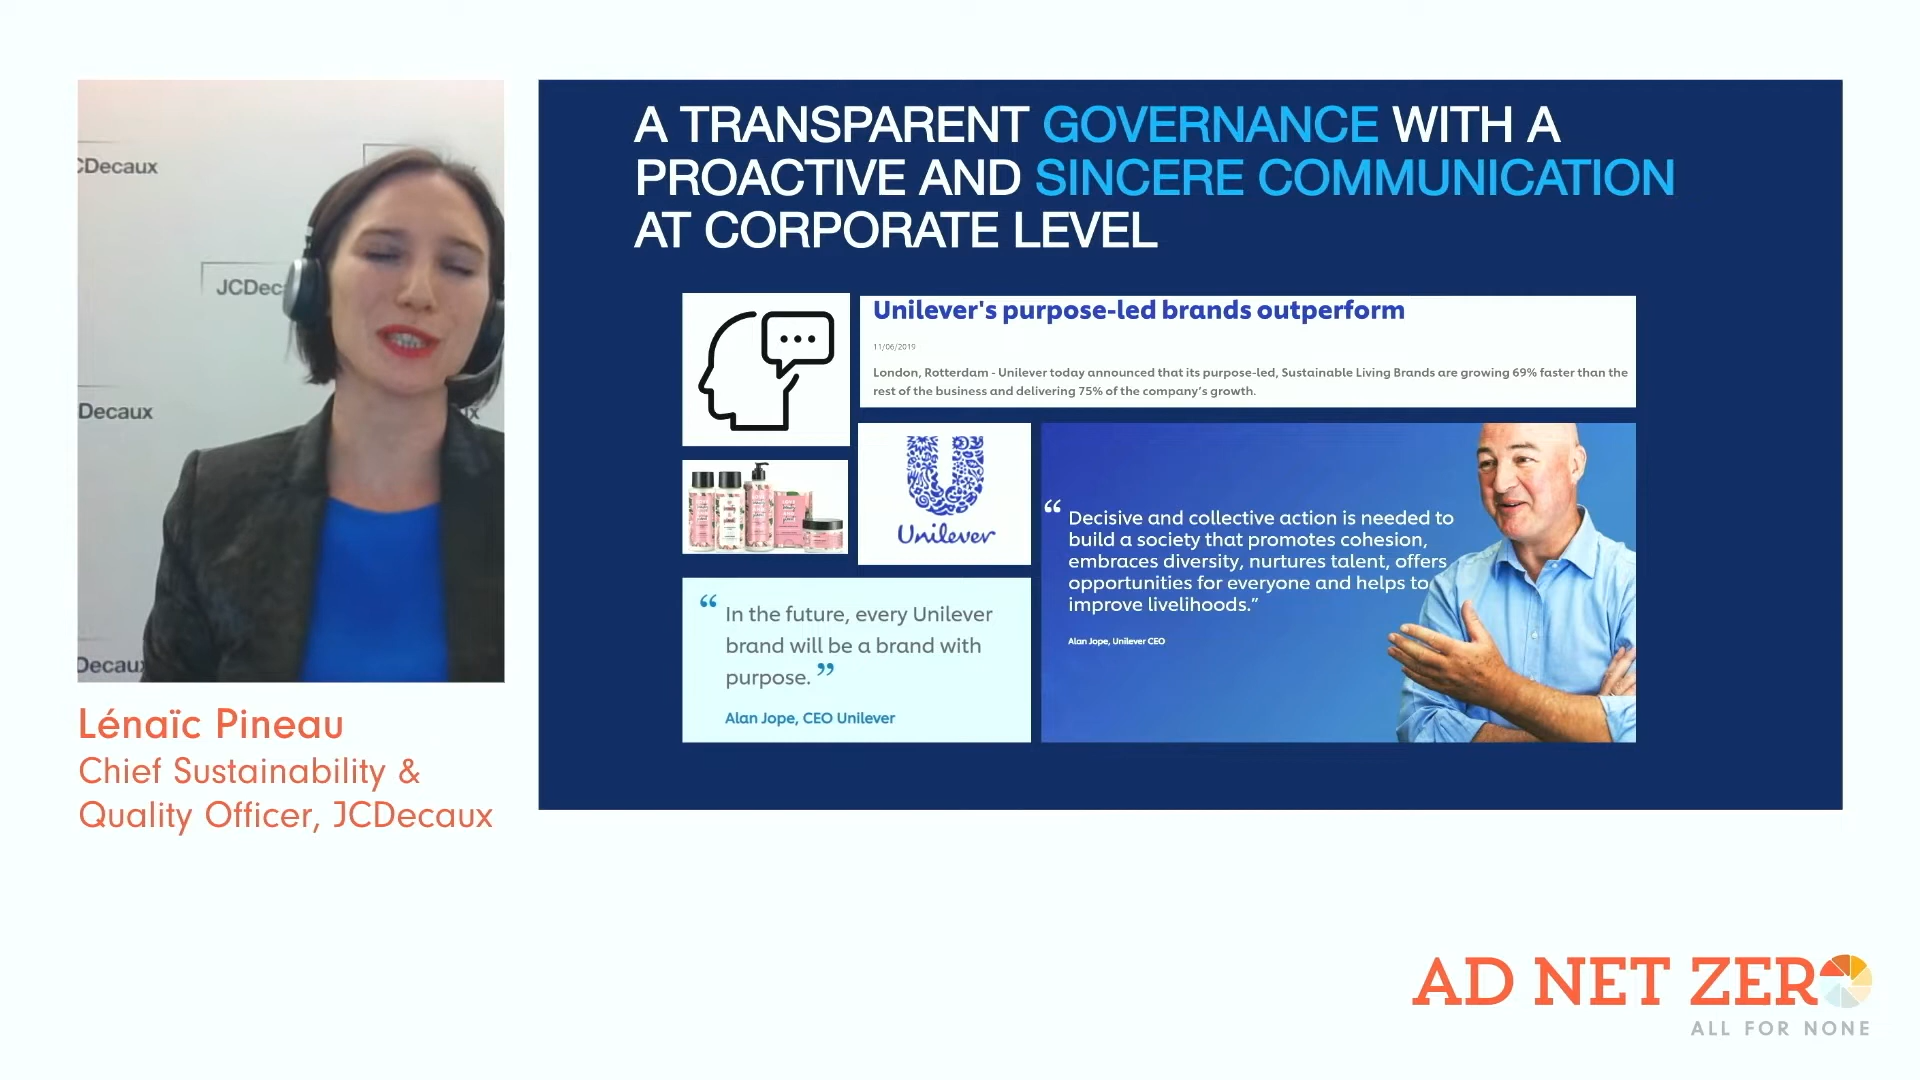 CDecaux
JCDec
Decaux
ux
Decaux
Lénaïc Pineau
Chief Sustainability &
Quality Officer, JCDecaux
A TRANSPARENT GOVERNANCE WITH A
PROACTIVE AND SINCERE COMMUNICATION
AT CORPORATE LEVEL
Unilever's purpose-led brands outperform
11/06/2019
London, Rotterdam - Unilever today announced that its purpose-led, Sustainable Living Brands are growing 69% faster than the
rest of the business and delivering 75% of the company's growth.
Unilever
“ In the future, every Unilever
brand will be a brand with
purpose. ”
Alan Jope, CEO Unilever
“ Decisive and collective action is needed to
build a society that promotes cohesion,
embraces diversity, nurtures talent, offers
opportunities for everyone and helps to
improve livelihoods.”
Alan Jope, Unilever CEO
AD NET ZERO
ALL FOR NONE